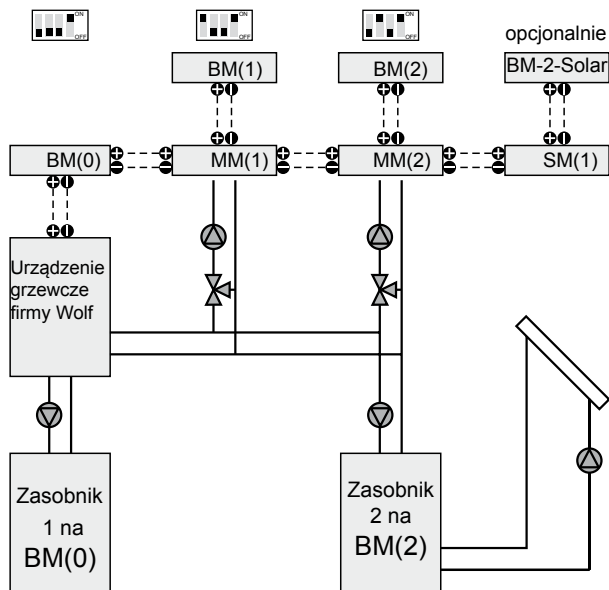 ON
OFF
ON
OFF
ON
OFF
opcjonalnie
BM(1)
BM(2)
BM-2-Solar
BM(0)
MM(1)
MM(2)
SM(1)
Urządzenie
grzewcze
firmy Wolf
Zasobnik
1 na
BM(0)
Zasobnik
2 na
BM(2)